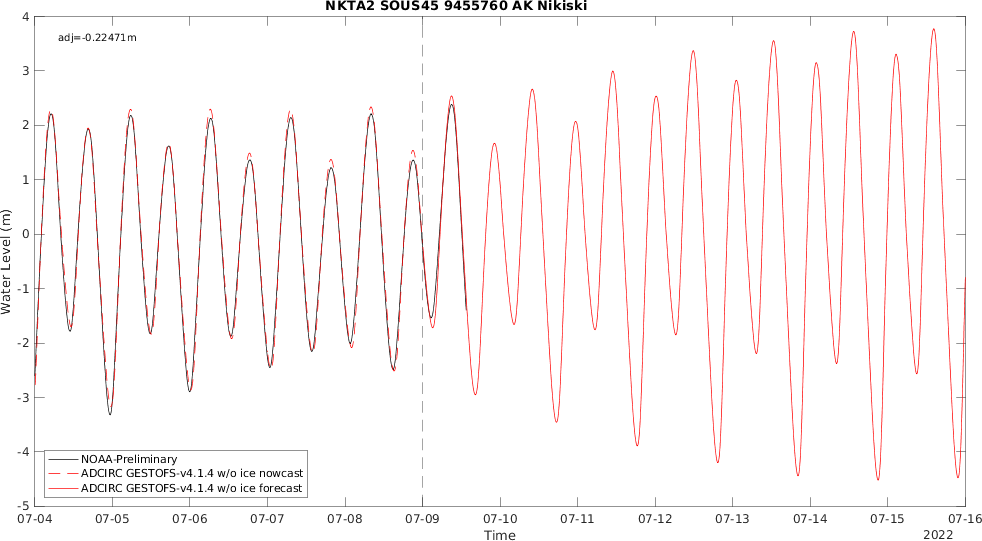 NKTA2 SOUS45 9455760 AK Nikiski
adj=-0.22471m
4
3
2
1
0
-1
-2
-3
-4
-5
Water Level (m)
NOAA-Preliminary
ADCIRC GESTOFS-v4.1.4 w/o ice nowcast
ADCIRC GESTOFS-v4.1.4 w/o ice forecast
07-04 07-05 07-06 07-07 07-08 07-09 07-10 07-11 07-12 07-13 07-14 07-15 07-16
Time
2022